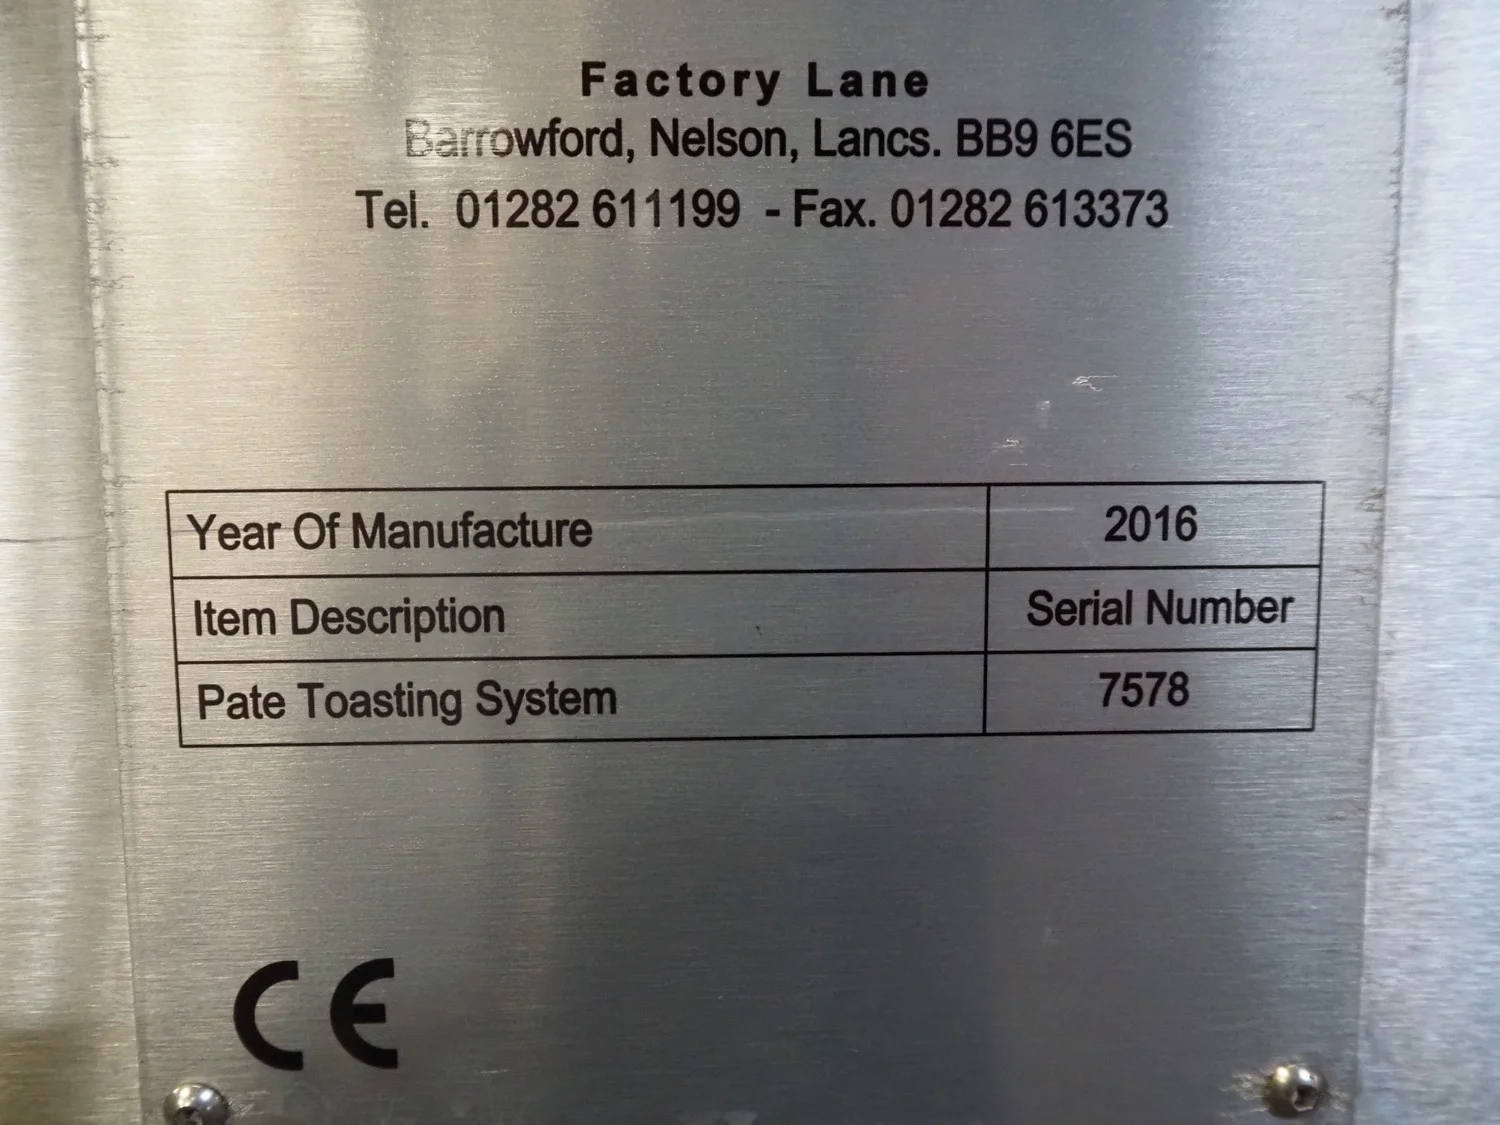 Factory Lane
Barrowford, Nelson, Lancs. BB9 6ES
Tel. 01282 611199 - Fax. 01282 613373
Year Of Manufacture 2016
Item Description Serial Number
Pate Toasting System 7578
CE